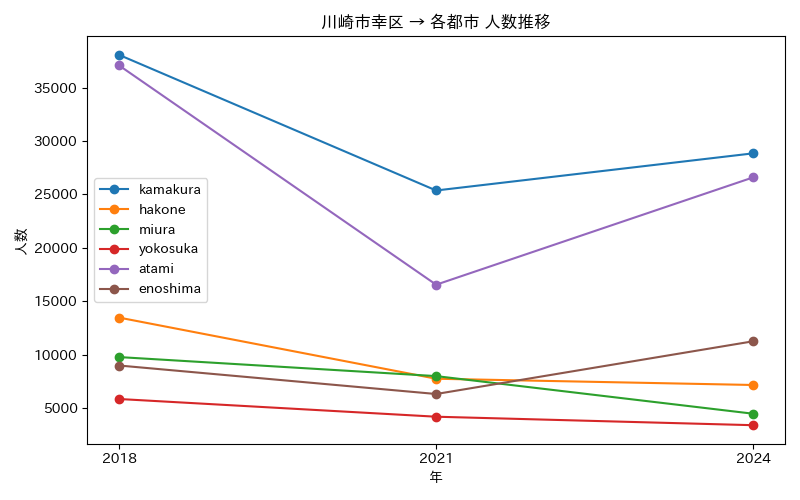 川崎市幸区 → 各都市 人数推移
人数
35000
30000
25000
20000
15000
10000
5000
kamakura
hakone
miura
yokosuka
atami
enoshima
2018 2021 2024
年